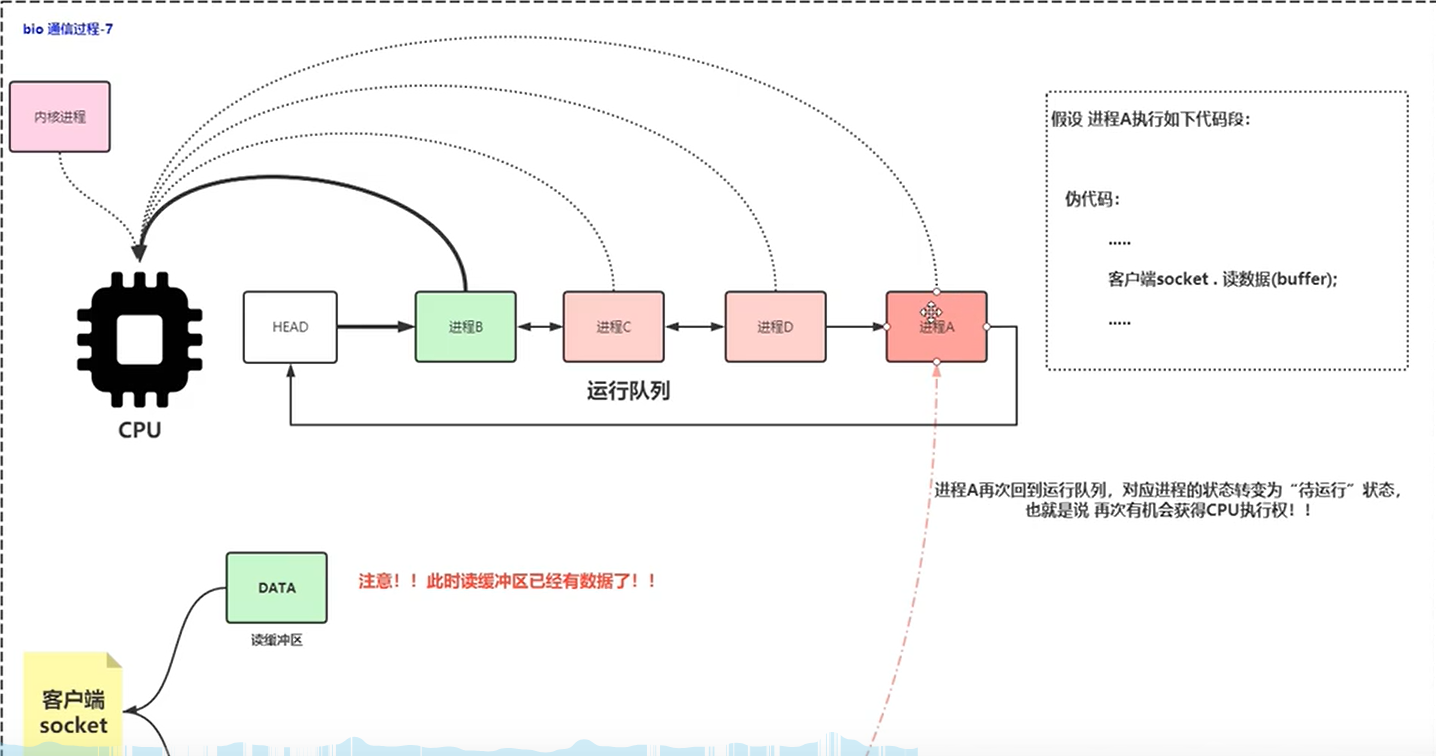 bio 通信过程-7
内核进程
假设 进程A执行如下代码段：
伪代码：
.....
客户端socket . 读数据(buffer);
.....
HEAD
进程B
进程C
进程D
进程A
运行队列
CPU
进程A再次回到运行队列，对应进程的状态转变为“待运行”状态，
也就是说 再次有机会获得CPU执行权！！
DATA
注意！！ 此时读缓冲区已经有数据了！！
读缓冲区
客户端
socket